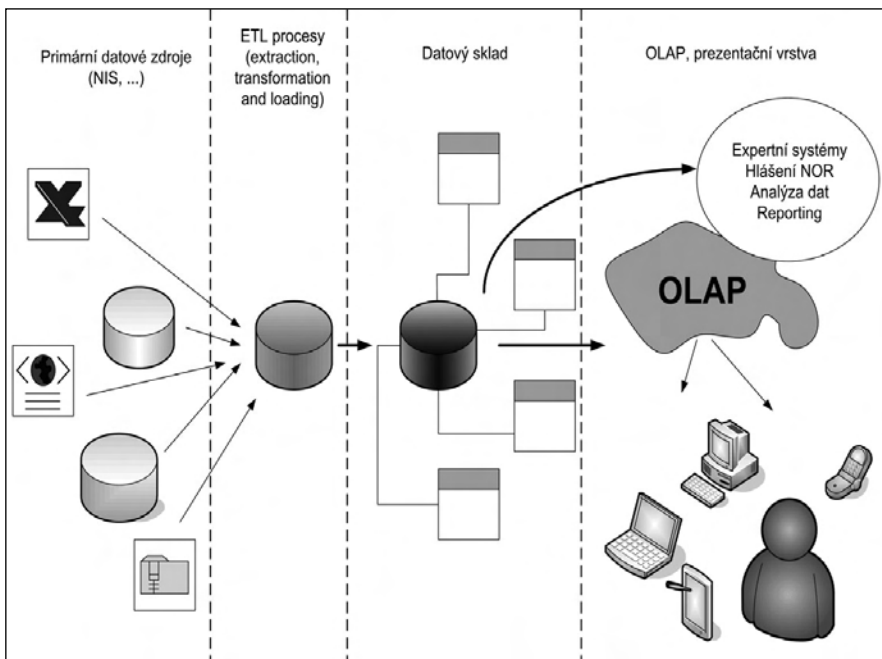 Primární datové zdroje
(NIS, ...)
ETL procesy
(extraction,
transformation
and loading)
Datový sklad
OLAP, prezentační vrstva
Expertní systémy
Hlášení NOR
Analýza dat
Reporting
OLAP